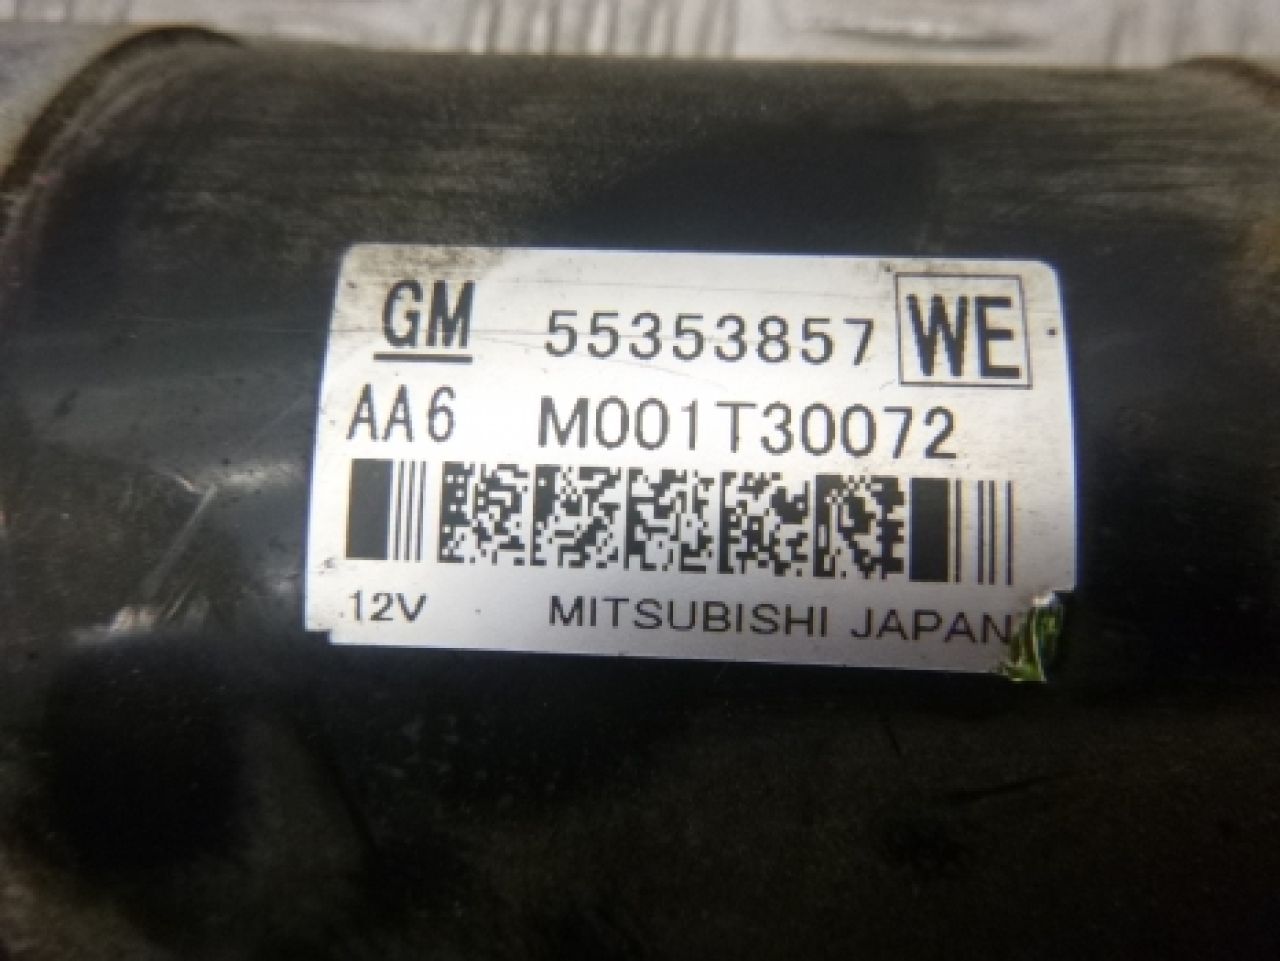 GM 55353857 WE
AA6 M001T30072
12V MITSUBISHI JAPAN